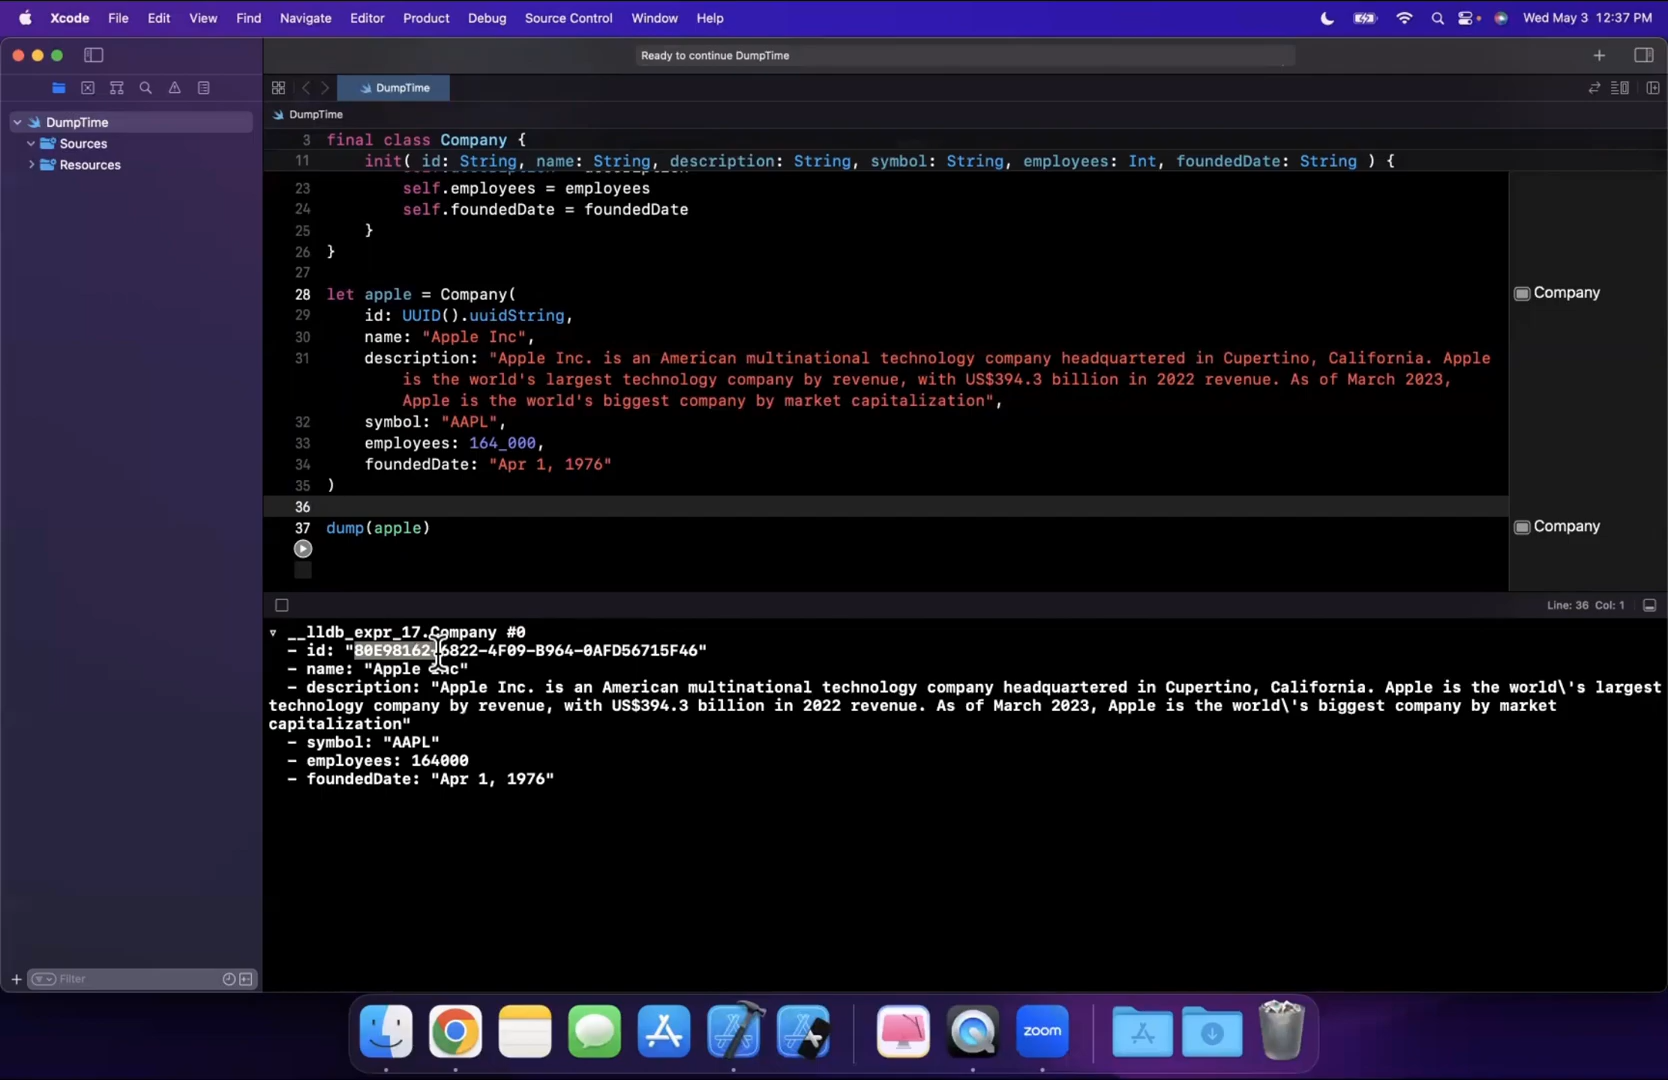 Xcode File Edit View Find Navigate Editor Product Debug Source Control Window Help Wed May 3 12:37 PM
Ready to continue DumpTime
DumpTime
DumpTime
DumpTime
Sources
Resources
3 final class Company {
11 init( id: String, name: String, description: String, symbol: String, employees: Int, foundedDate: String ) {
23 self.employees = employees
24 self.foundedDate = foundedDate
25 }
26 }
27
28 let apple = Company(
29 id: UUID().uuidString,
30 name: "Apple Inc",
31 description: "Apple Inc. is an American multinational technology company headquartered in Cupertino, California. Apple
is the world's largest technology company by revenue, with US$394.3 billion in 2022 revenue. As of March 2023,
Apple is the world's biggest company by market capitalization",
32 symbol: "AAPL",
33 employees: 164_000,
34 foundedDate: "Apr 1, 1976"
35 )
36
37 dump(apple)
Company
Company
Line: 36 Col: 1
▿ __lldb_expr_17.Company #0
- id: "80E98162-6822-4F09-B964-0AFD56715F46"
- name: "Apple Inc"
- description: "Apple Inc. is an American multinational technology company headquartered in Cupertino, California. Apple is the world\'s largest
technology company by revenue, with US$394.3 billion in 2022 revenue. As of March 2023, Apple is the world\'s biggest company by market
capitalization"
- symbol: "AAPL"
- employees: 164000
- foundedDate: "Apr 1, 1976"
Filter
zoom